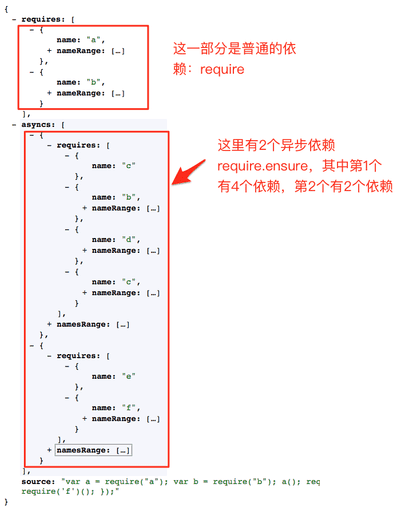 {
- requires: [
- {
name: "a",
+ nameRange: […]
},
- {
name: "b",
+ nameRange: […]
}
],
- asyncs: [
- {
- requires: [
- {
name: "c"
},
- {
name: "b",
+ nameRange: […]
},
- {
name: "d",
+ nameRange: […]
},
- {
name: "c",
+ nameRange: […]
}
],
+ namesRange: […]
},
- {
- requires: [
- {
name: "e"
},
- {
name: "f",
+ nameRange: […]
}
],
+ namesRange: […]
}
],
source: "var a = require("a"); var b = require("b"); a(); req
require('f')(); });"
}
这一部分是普通的依
赖：require
这里有2个异步依赖
require.ensure，其中第1个
有4个依赖，第2个有2个依赖